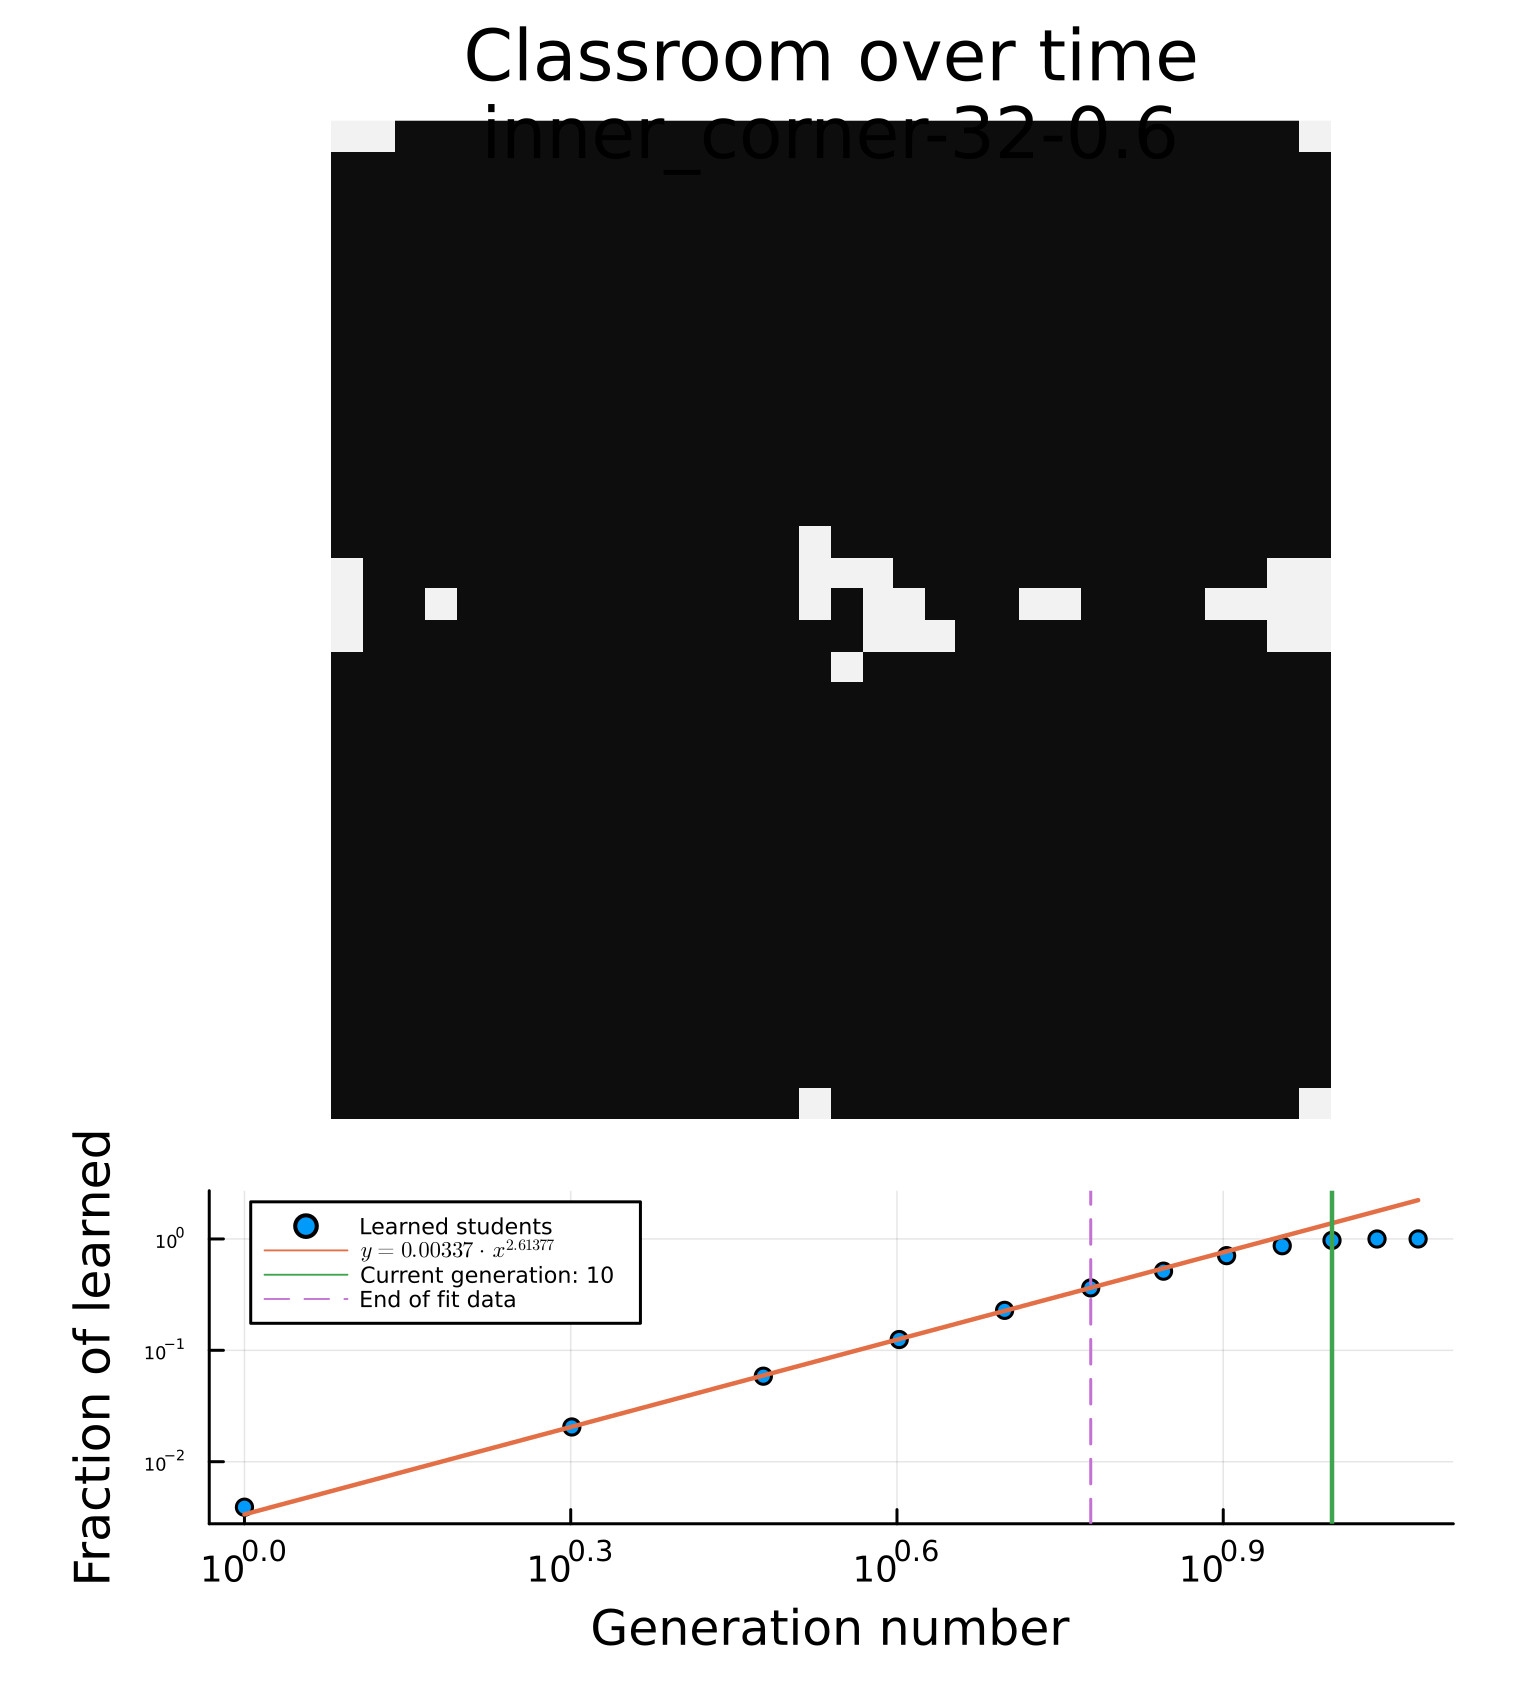 Classroom over time
inner_corner-32-0.6
Fraction of learned
10^0
10^−1
10^−2
Learned students
y = 0.00337 · x^2.61377
Current generation: 10
End of fit data
10^0.0 10^0.3 10^0.6 10^0.9
Generation number